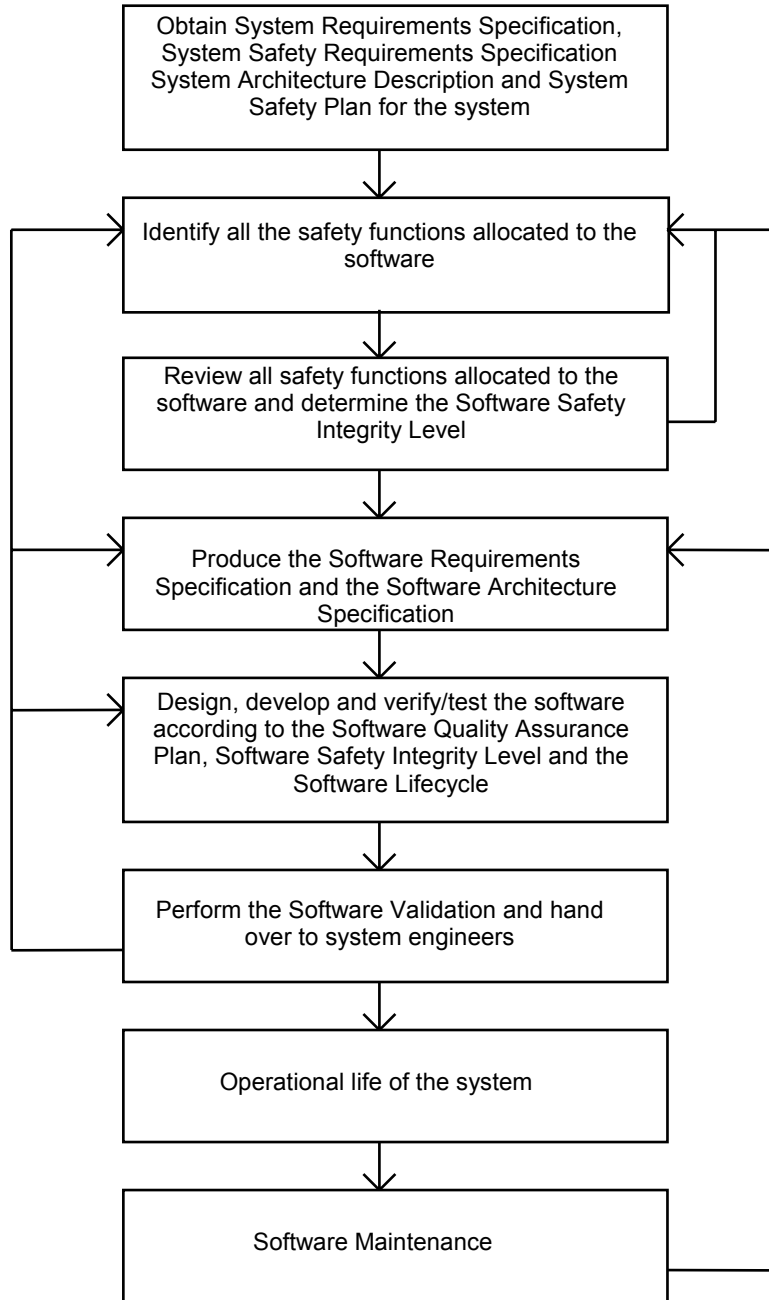 Obtain System Requirements Specification,
System Safety Requirements Specification
System Architecture Description and System
Safety Plan for the system
Identify all the safety functions allocated to the
software
Review all safety functions allocated to the
software and determine the Software Safety
Integrity Level
Produce the Software Requirements
Specification and the Software Architecture
Specification
Design, develop and verify/test the software
according to the Software Quality Assurance
Plan, Software Safety Integrity Level and the
Software Lifecycle
Perform the Software Validation and hand
over to system engineers
Operational life of the system
Software Maintenance